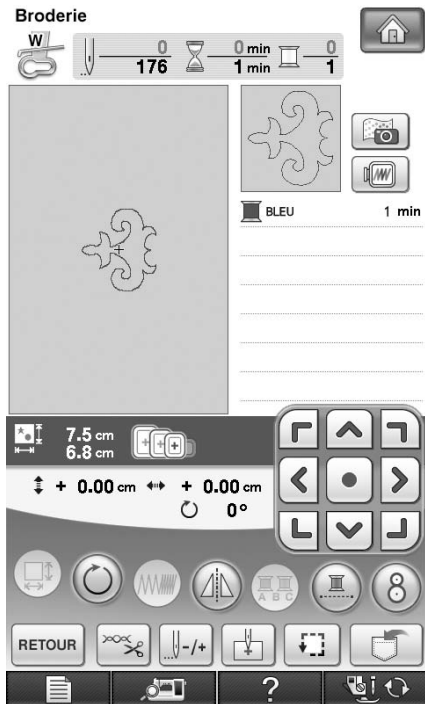 Broderie
W
0 0 min 0
176 1 min 1
BLEU 1 min
7.5 cm
6.8 cm
+ 0.00 cm + 0.00 cm
0°
A B C
8
RETOUR -/+
? i